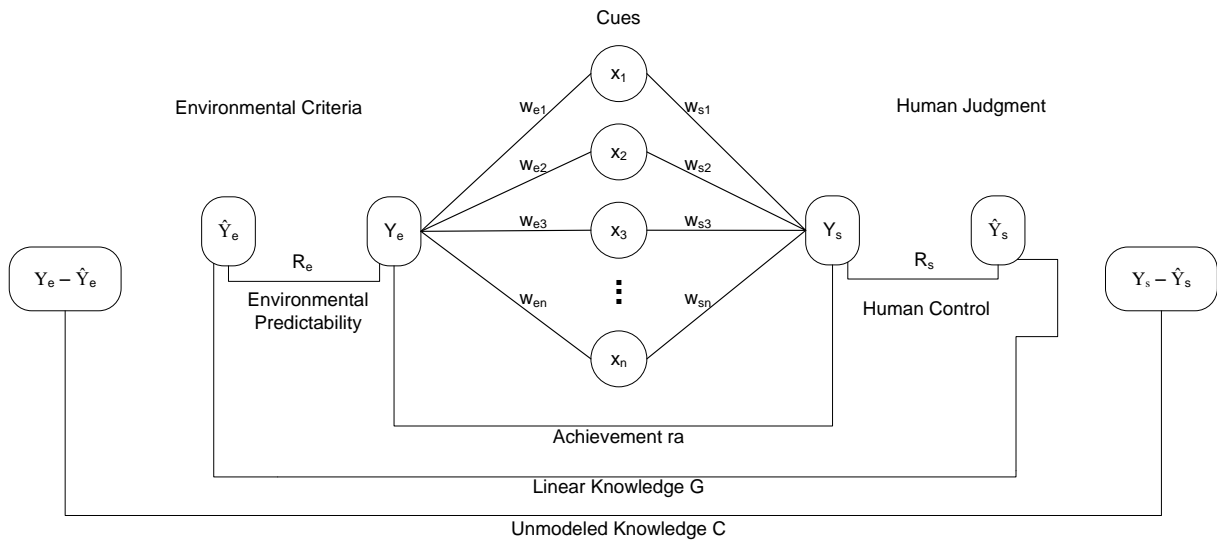 Cues
x1
Environmental Criteria
Human Judgment
we1
ws1
x2
we2
ws2
Ŷe
Ye
we3
x3
ws3
Ys
Ŷs
Ye – Ŷe
Re
Rs
Ys – Ŷs
Environmental
Predictability
wen
⋮
wsn
Human Control
xn
Achievement ra
Linear Knowledge G
Unmodeled Knowledge C